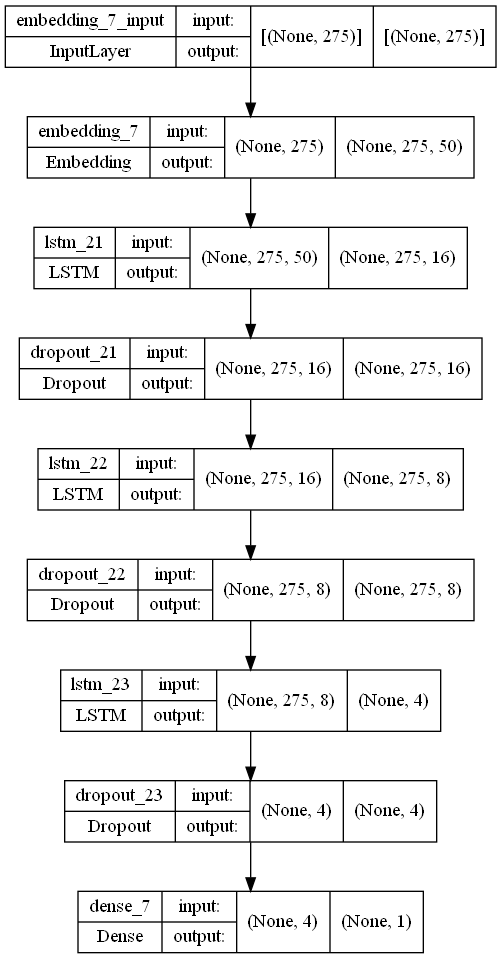 embedding_7_input input: [(None, 275)] [(None, 275)]
InputLayer output:
embedding_7 input: (None, 275) (None, 275, 50)
Embedding output:
lstm_21 input: (None, 275, 50) (None, 275, 16)
LSTM output:
dropout_21 input: (None, 275, 16) (None, 275, 16)
Dropout output:
lstm_22 input: (None, 275, 16) (None, 275, 8)
LSTM output:
dropout_22 input: (None, 275, 8) (None, 275, 8)
Dropout output:
lstm_23 input: (None, 275, 8) (None, 4)
LSTM output:
dropout_23 input: (None, 4) (None, 4)
Dropout output:
dense_7 input: (None, 4) (None, 1)
Dense output: